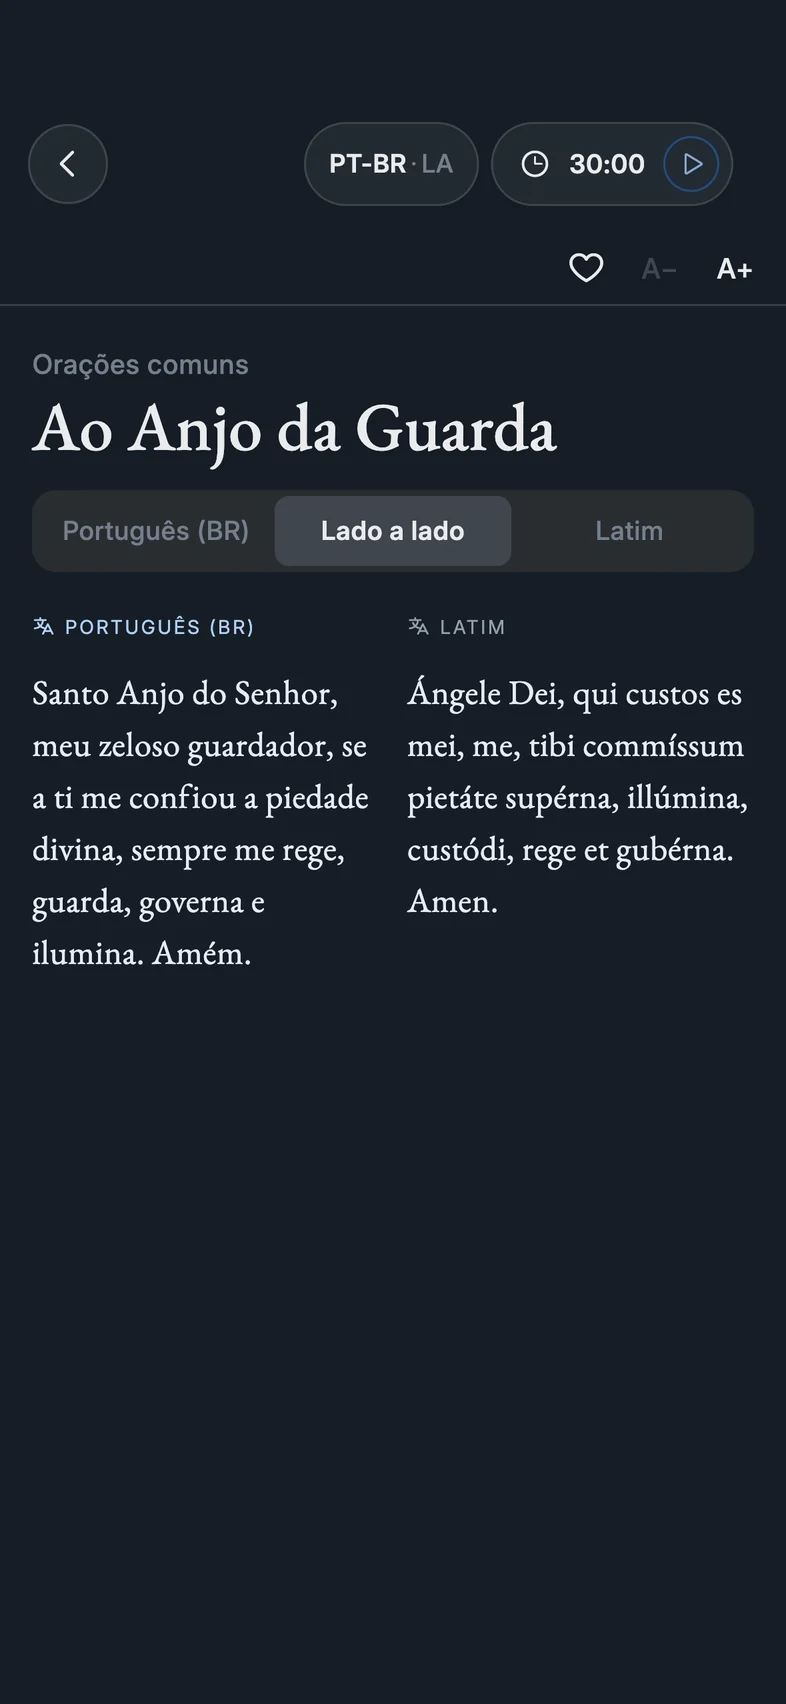 PT-BR · LA
30:00
A−
A+
Orações comuns
Ao Anjo da Guarda
Português (BR)
Lado a lado
Latim
PORTUGUÊS (BR)
Santo Anjo do Senhor,
meu zeloso guardador, se
a ti me confiou a piedade
divina, sempre me rege,
guarda, governa e
ilumina. Amém.
LATIM
Ángele Dei, qui custos es
mei, me, tibi commíssum
pietáte supérna, illúmina,
custódi, rege et gubérna.
Amen.